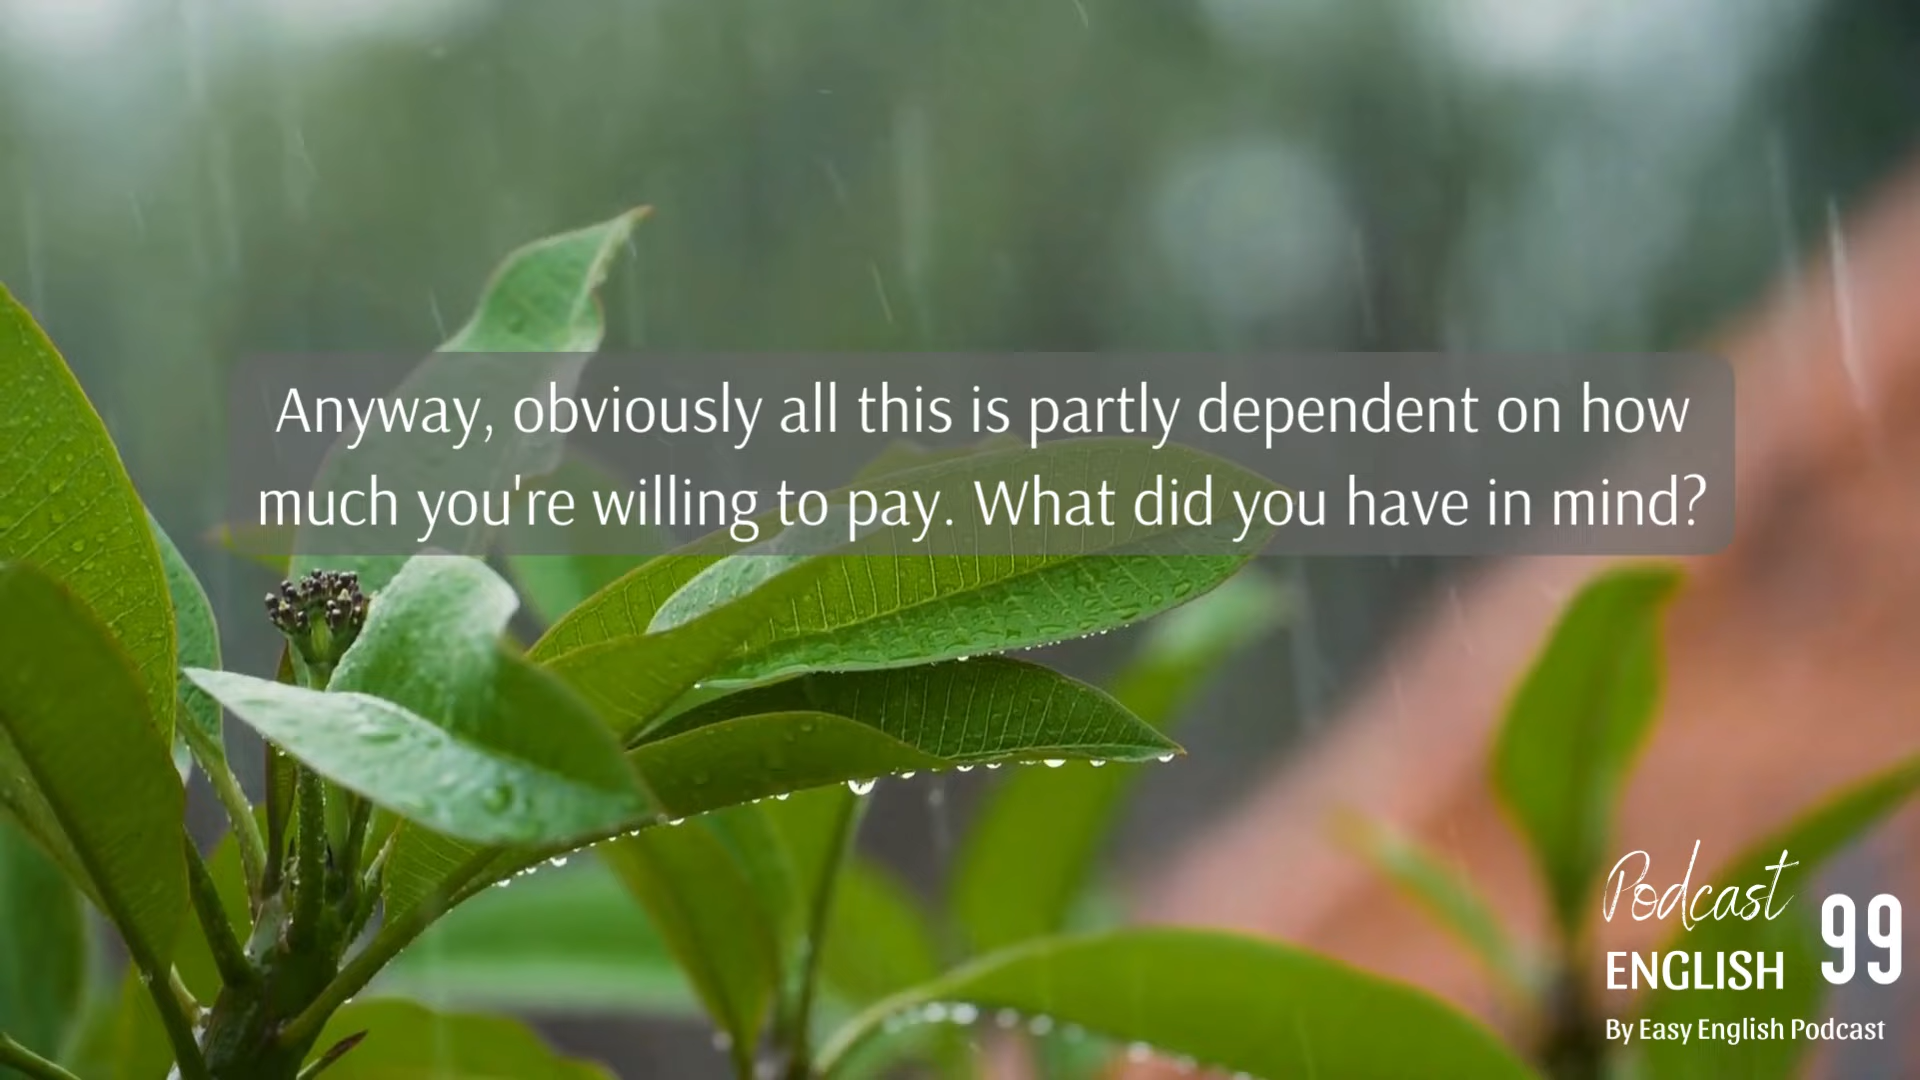 Anyway, obviously all this is partly dependent on how
much you're willing to pay. What did you have in mind?
Podcast
ENGLISH 99
By Easy English Podcast